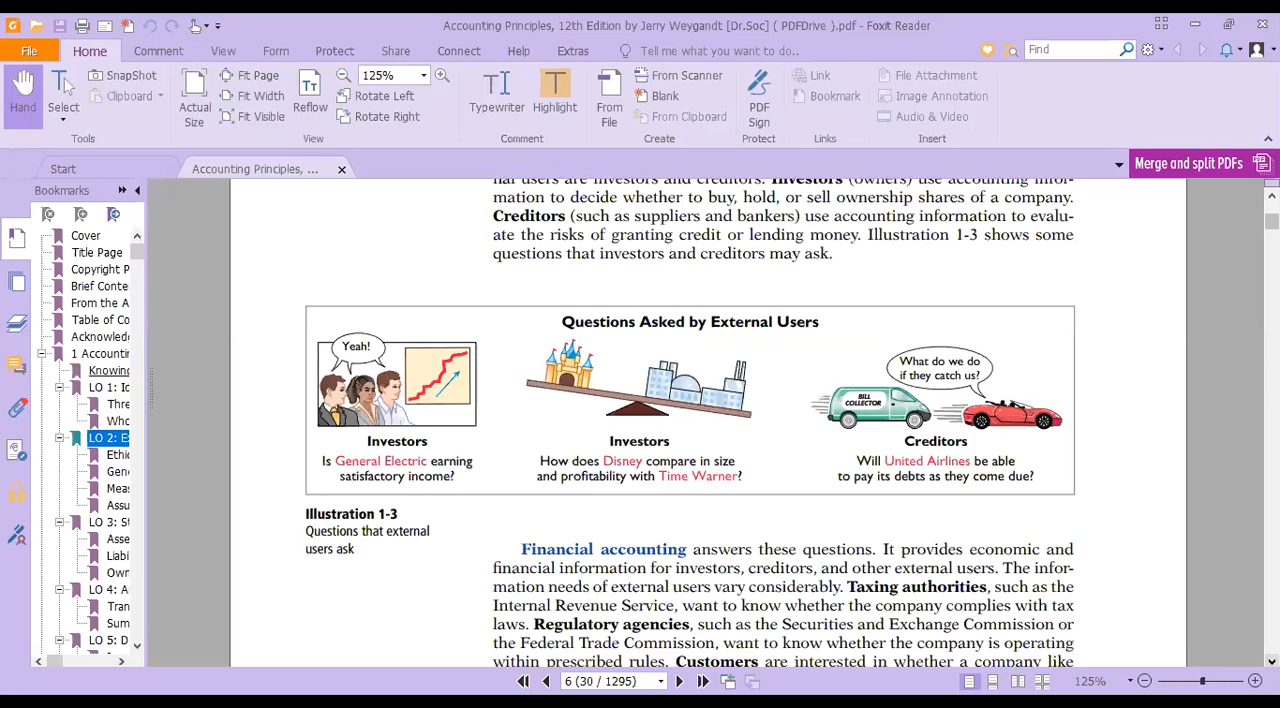 Accounting Principles, 12th Edition by Jerry Weygardt [Dr.Soc] ( PDFDrive ).pdf - Foxit Reader
File Home Comment View Form Protect Share Connect Help Extras Tell me what you want to do.. Find
Hand
Select
SnapShot
Clipboard
Tools
Actual Size
Fit Page
Fit Width
Fit Visible
Reflow
125%
Rotate Left
Rotate Right
View
Typewriter
Highlight
Comment
From File
From Scanner
Blank
From Clipboard
Create
PDF Sign
Protect
Link
Bookmark
Links
File Attachment
Image Annotation
Audio & Video
Insert
Start
Accounting Principles, ...
Merge and split PDFs
Bookmarks
Cover
Title Page
Copyright P
Brief Conte
From the A
Table of Co
Acknowled
1 Accountin
Knowing
LO 1: Id
Thre
Who
LO 2: E
Ethic
Gen
Mea
Assu
LO 3: St
Asse
Liabi
Own
LO 4: A
Tran
Sum
LO 5: D
nal users are investors and creditors. Investors (owners) use accounting infor-
mation to decide whether to buy, hold, or sell ownership shares of a company.
Creditors (such as suppliers and bankers) use accounting information to evalu-
ate the risks of granting credit or lending money. Illustration 1-3 shows some
questions that investors and creditors may ask.
Questions Asked by External Users
Yeah!
Investors
Is General Electric earning
satisfactory income?
Investors
How does Disney compare in size
and profitability with Time Warner?
What do we do
if they catch us?
BILL
COLLECTOR
Creditors
Will United Airlines be able
to pay its debts as they come due?
Illustration 1-3
Questions that external
users ask
Financial accounting answers these questions. It provides economic and
financial information for investors, creditors, and other external users. The infor-
mation needs of external users vary considerably. Taxing authorities, such as the
Internal Revenue Service, want to know whether the company complies with tax
laws. Regulatory agencies, such as the Securities and Exchange Commission or
the Federal Trade Commission, want to know whether the company is operating
within prescribed rules. Customers are interested in whether a company like
6 (30 / 1295)
125%